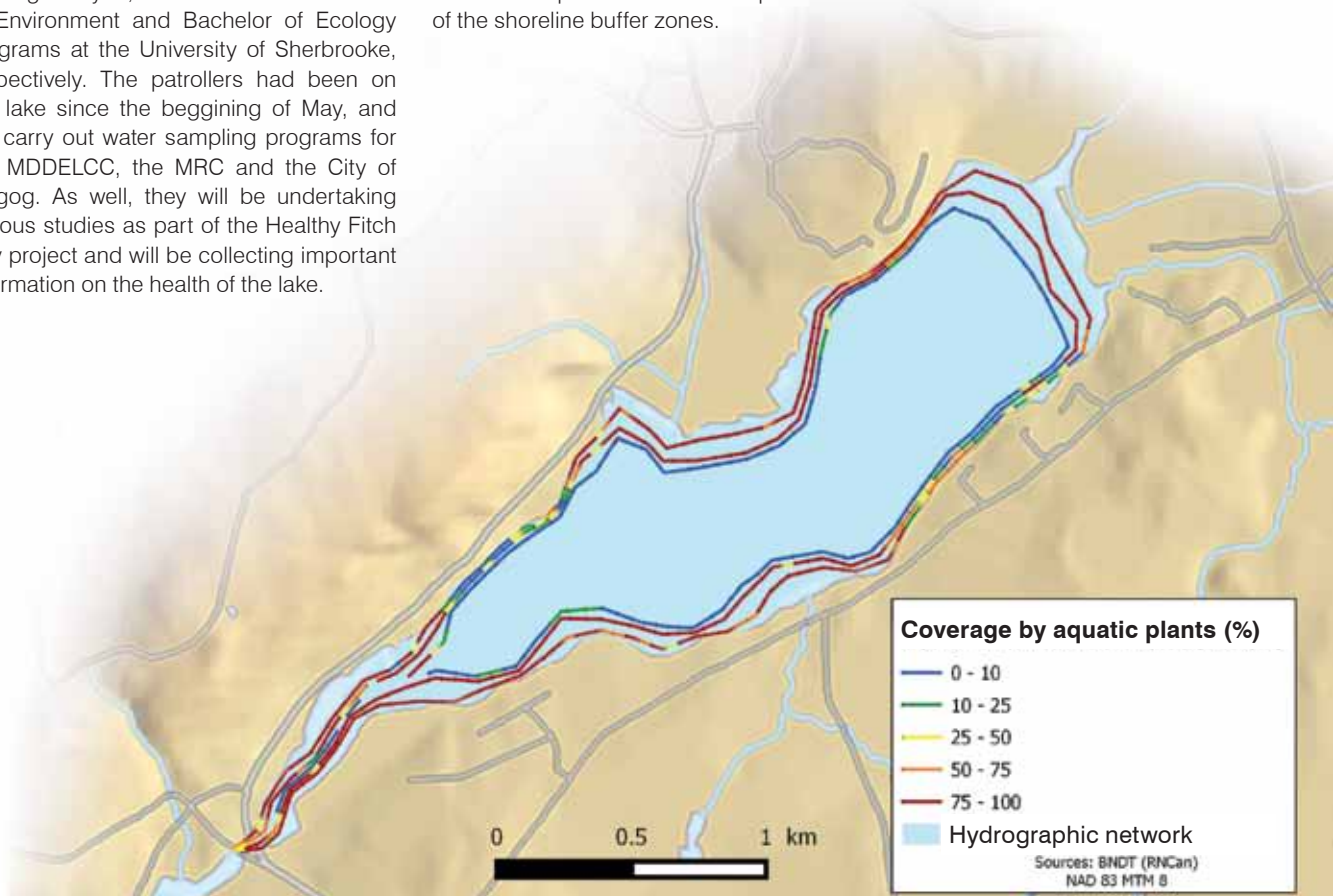 Environment and Bachelor of Ecology
grams at the University of Sherbrooke,
pectively. The patrollers had been on
lake since the beggining of May, and
carry out water sampling programs for
MDDELCC, the MRC and the City of
gog. As well, they will be undertaking
ous studies as part of the Healthy Fitch
y project and will be collecting important
ormation on the health of the lake.
of the shoreline buffer zones.
Coverage by aquatic plants (%)
0 - 10
10 - 25
25 - 50
50 - 75
75 - 100
Hydrographic network
Sources: BNDT (RNCan)
NAD 83 MTM 8
0 0.5 1 km